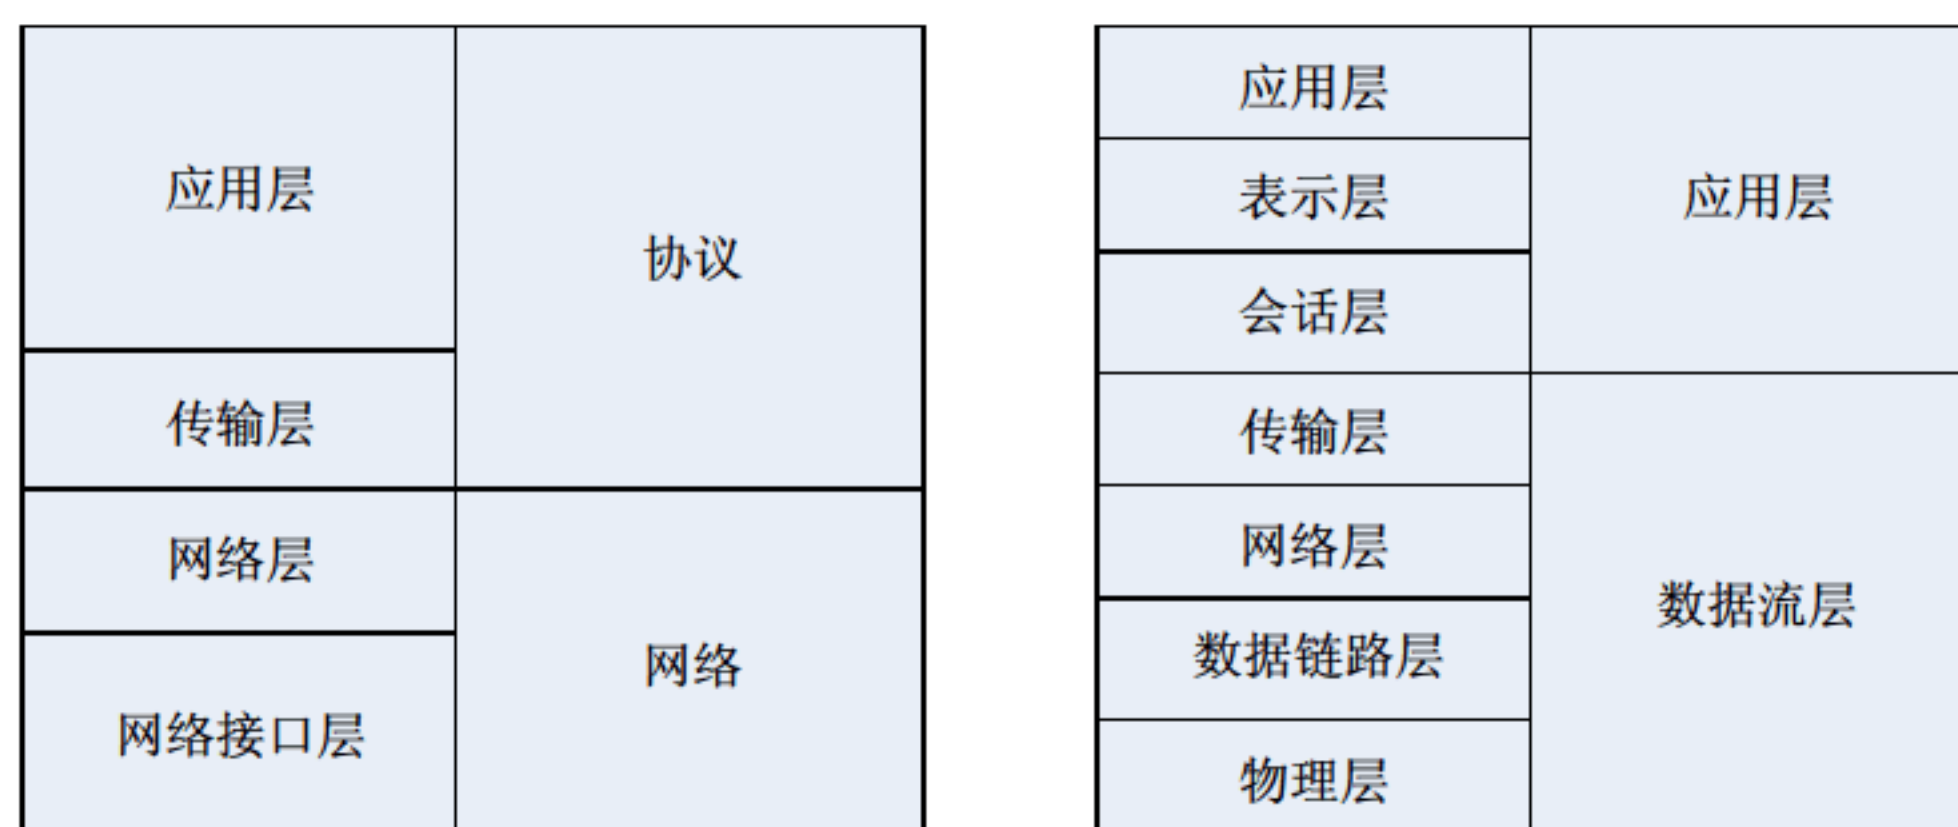 应用层
传输层
网络层
网络接口层
协议
网络
应用层
表示层
会话层
传输层
网络层
数据链路层
物理层
应用层
数据流层